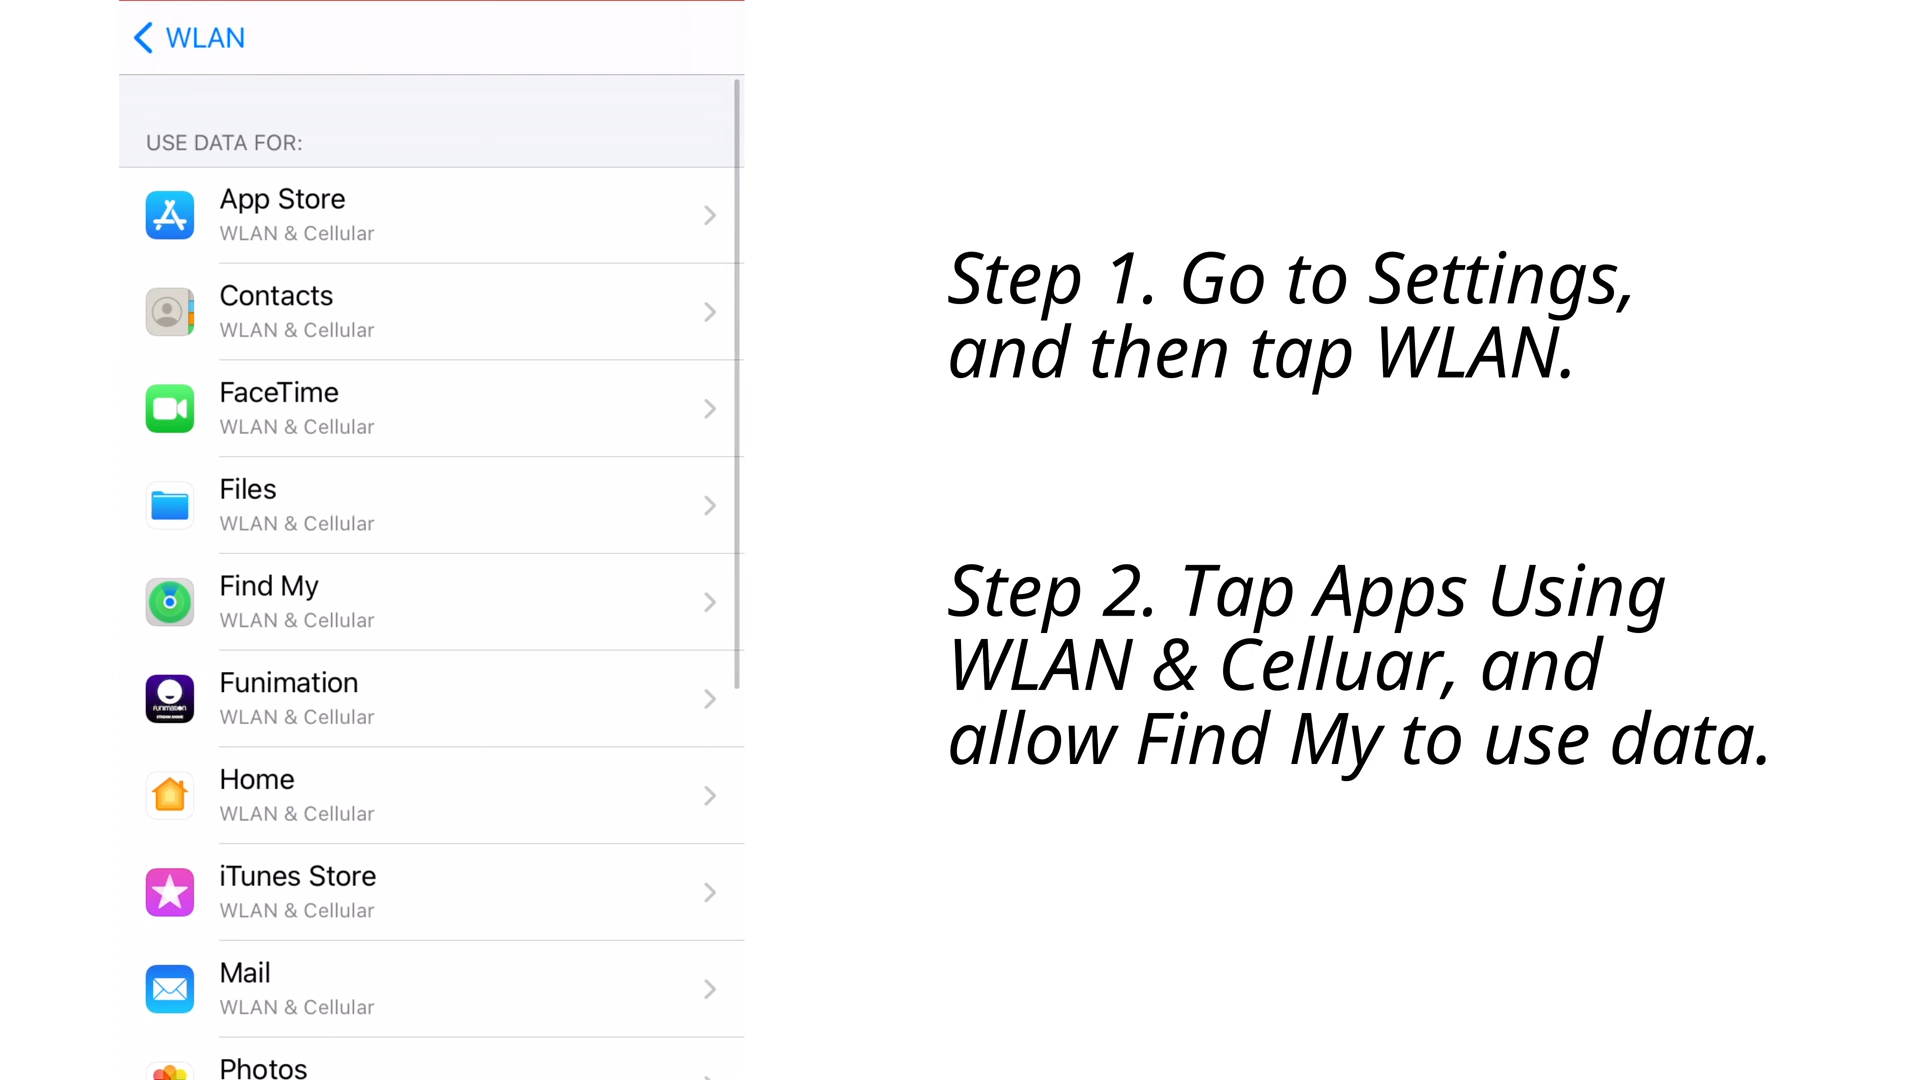 WLAN
USE DATA FOR:
App Store
WLAN & Cellular
Contacts
WLAN & Cellular
FaceTime
WLAN & Cellular
Files
WLAN & Cellular
Find My
WLAN & Cellular
Funimation
WLAN & Cellular
Home
WLAN & Cellular
iTunes Store
WLAN & Cellular
Mail
WLAN & Cellular
Photos
Step 1. Go to Settings,
and then tap WLAN.
Step 2. Tap Apps Using
WLAN & Celluar, and
allow Find My to use data.